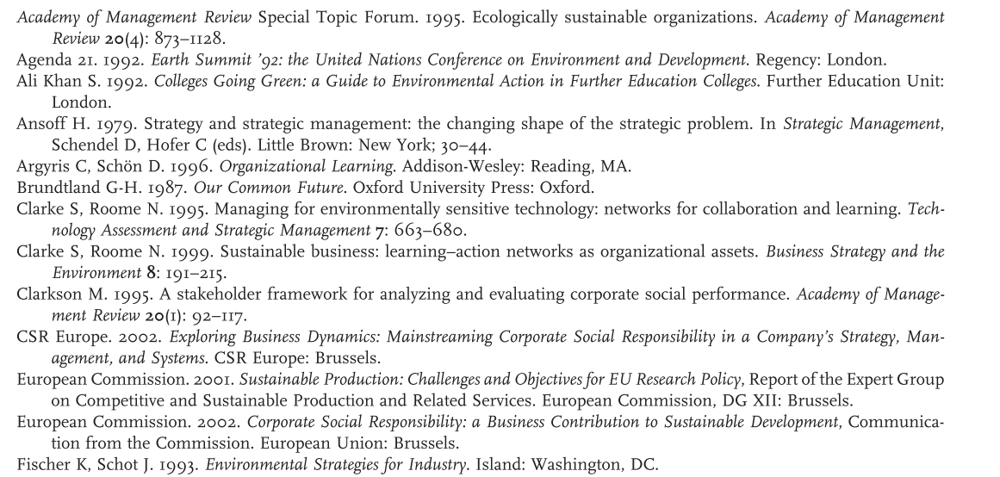 Academy of Management Review Special Topic Forum. 1995. Ecologically sustainable organizations. Academy of Management
Review 20(4): 873–1128.
Agenda 21. 1992. Earth Summit ’92: the United Nations Conference on Environment and Development. Regency: London.
Ali Khan S. 1992. Colleges Going Green: a Guide to Environmental Action in Further Education Colleges. Further Education Unit:
London.
Ansoff H. 1979. Strategy and strategic management: the changing shape of the strategic problem. In Strategic Management,
Schendel D, Hofer C (eds). Little Brown: New York; 30–44.
Argyris C, Schön D. 1996. Organizational Learning. Addison-Wesley: Reading, MA.
Brundtland G-H. 1987. Our Common Future. Oxford University Press: Oxford.
Clarke S, Roome N. 1995. Managing for environmentally sensitive technology: networks for collaboration and learning. Tech-
nology Assessment and Strategic Management 7: 663–680.
Clarke S, Roome N. 1999. Sustainable business: learning–action networks as organizational assets. Business Strategy and the
Environment 8: 191–215.
Clarkson M. 1995. A stakeholder framework for analyzing and evaluating corporate social performance. Academy of Manage-
ment Review 20(1): 92–117.
CSR Europe. 2002. Exploring Business Dynamics: Mainstreaming Corporate Social Responsibility in a Company’s Strategy, Man-
agement, and Systems. CSR Europe: Brussels.
European Commission. 2001. Sustainable Production: Challenges and Objectives for EU Research Policy, Report of the Expert Group
on Competitive and Sustainable Production and Related Services. European Commission, DG XII: Brussels.
European Commission. 2002. Corporate Social Responsibility: a Business Contribution to Sustainable Development, Communica-
tion from the Commission. European Union: Brussels.
Fischer K, Schot J. 1993. Environmental Strategies for Industry. Island: Washington, DC.